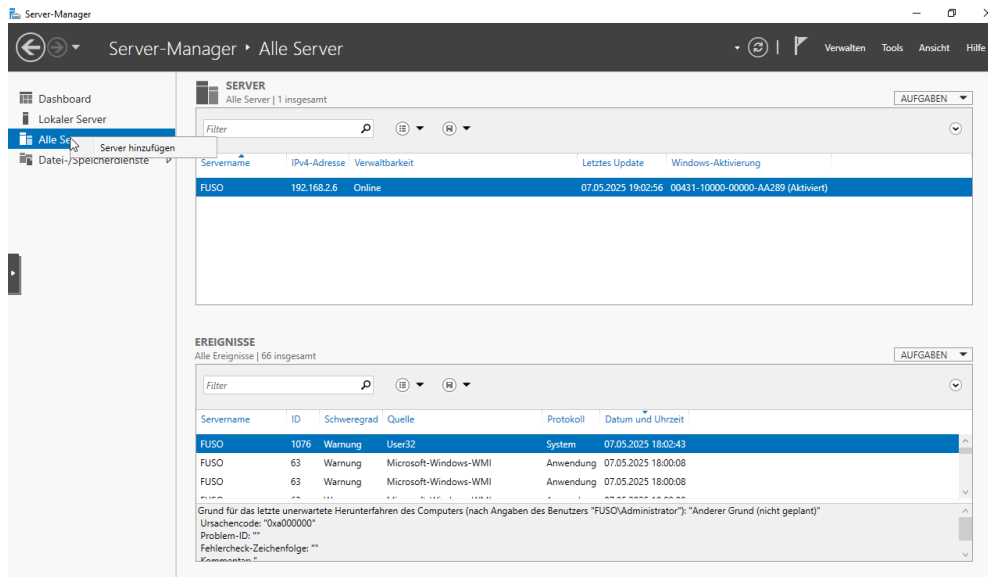 Server-Manager
Server-Manager ‣ Alle Server
Verwalten Tools Ansicht Hilfe
Dashboard
Lokaler Server
Alle Se
Server hinzufügen
Datei-/Speicherdienste
SERVER
Alle Server | 1 insgesamt
AUFGABEN
Filter
Servername IPv4-Adresse Verwaltbarkeit Letztes Update Windows-Aktivierung
FUSO 192.168.2.6 Online 07.05.2025 19:02:56 00431-10000-00000-AA289 (Aktiviert)
EREIGNISSE
Alle Ereignisse | 66 insgesamt
AUFGABEN
Filter
Servername ID Schweregrad Quelle Protokoll Datum und Uhrzeit
FUSO 1076 Warnung User32 System 07.05.2025 18:02:43
FUSO 63 Warnung Microsoft-Windows-WMI Anwendung 07.05.2025 18:00:08
FUSO 63 Warnung Microsoft-Windows-WMI Anwendung 07.05.2025 18:00:08
Grund für das letzte unerwartete Herunterfahren des Computers (nach Angaben des Benutzers "FUSO\Administrator"): "Anderer Grund (nicht geplant)"
Ursachencode: "0xa000000"
Problem-ID: ""
Fehlercheck-Zeichenfolge: ""
Kommentar: "